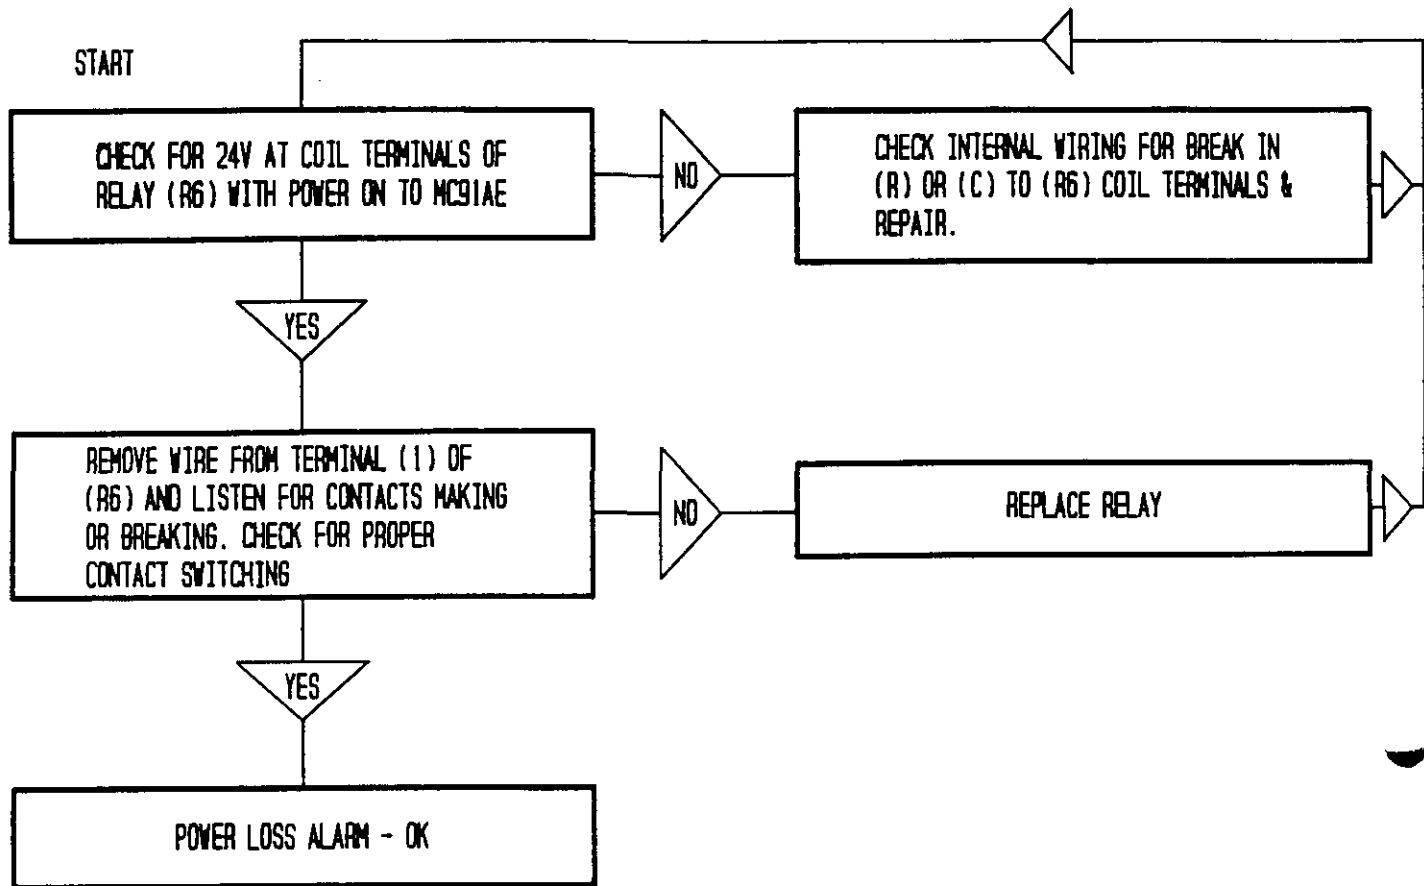 START
CHECK FOR 24V AT COIL TERMINALS OF
RELAY (R6) WITH POWER ON TO MC91AE
NO
CHECK INTERNAL WIRING FOR BREAK IN
(R) OR (C) TO (R6) COIL TERMINALS &
REPAIR.
YES
REMOVE WIRE FROM TERMINAL (1) OF
(R6) AND LISTEN FOR CONTACTS MAKING
OR BREAKING. CHECK FOR PROPER
CONTACT SWITCHING
NO
REPLACE RELAY
YES
POWER LOSS ALARM - OK